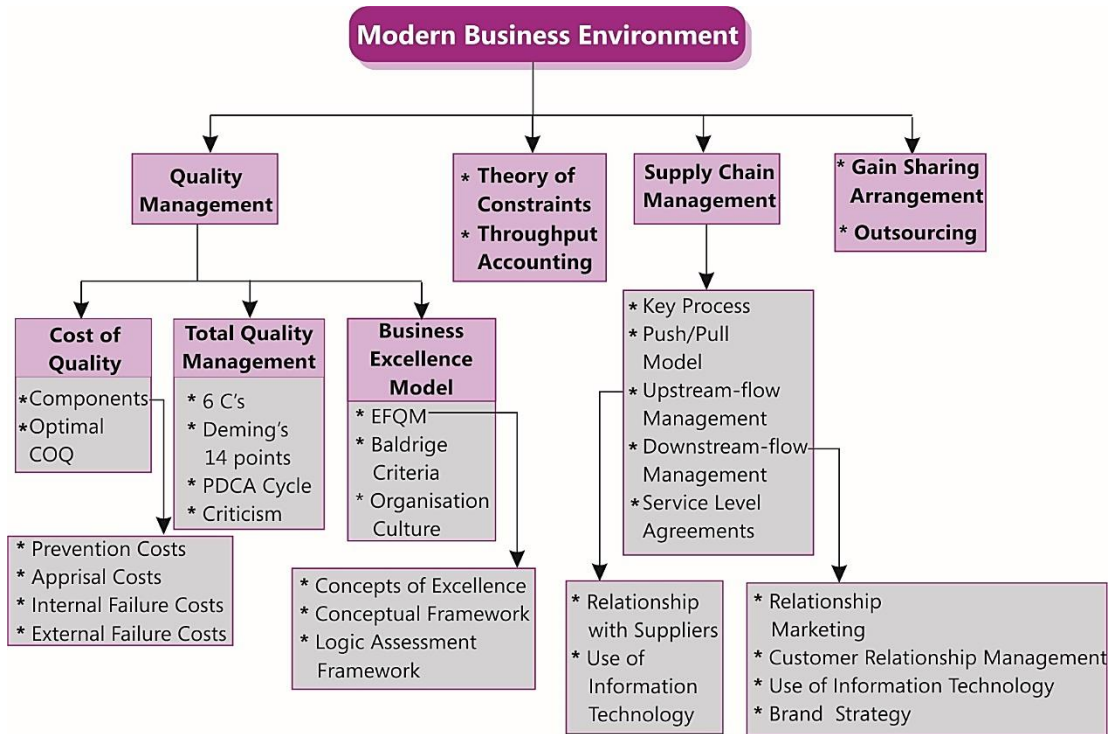 Modern Business Environment
Quality
Management
* Theory of
Constraints
* Throughput
Accounting
Supply Chain
Management
* Gain Sharing
Arrangement
* Outsourcing
Cost of
Quality
*Components
*Optimal
COQ
Total Quality
Management
* 6 C's
* Deming's
14 points
* PDCA Cycle
* Criticism
Business
Excellence
Model
* EFQM
* Baldrige
Criteria
* Organisation
Culture
* Key Process
* Push/Pull
Model
* Upstream-flow
Management
* Downstream-flow
Management
* Service Level
Agreements
* Prevention Costs
* Apprisal Costs
* Internal Failure Costs
* External Failure Costs
* Concepts of Excellence
* Conceptual Framework
* Logic Assessment
Framework
* Relationship
with Suppliers
* Use of
Information
Technology
* Relationship
Marketing
* Customer Relationship Management
* Use of Information Technology
* Brand Strategy